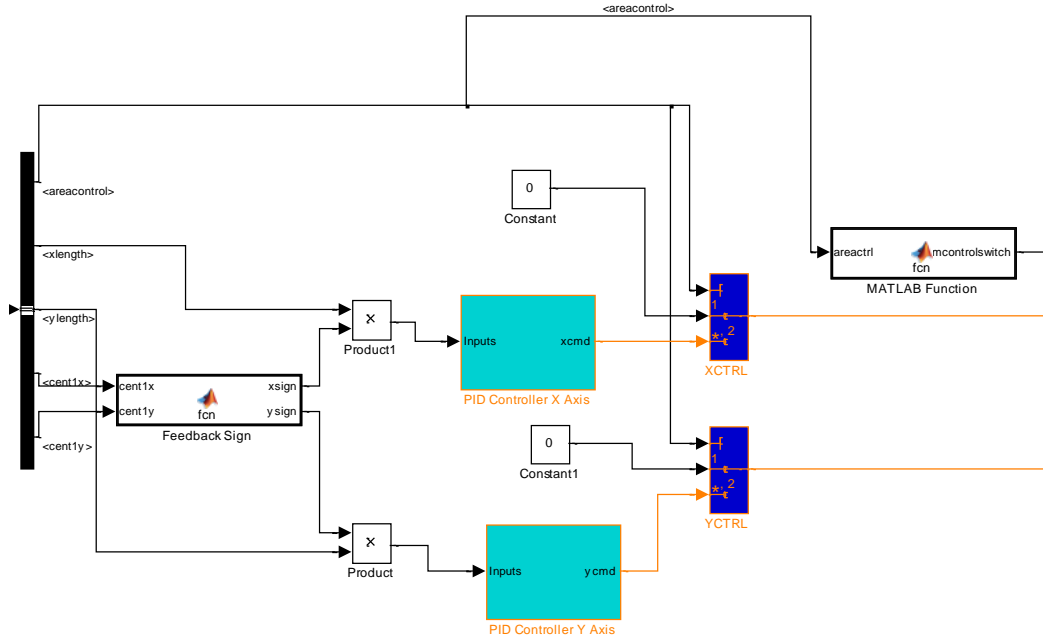 <areacontrol>
<areacontrol>
0
Constant
<xlength>
areactrl
fcn
mcontrolswitch
MATLAB Function
<ylength>
×
Product1
Inputs
xcmd
PID Controller X Axis
1
*, 2
XCTRL
<cent1x>
cent1x
cent1y
fcn
xsign
ysign
Feedback Sign
<cent1y>
0
Constant1
1
*, 2
YCTRL
×
Product
Inputs
ycmd
PID Controller Y Axis